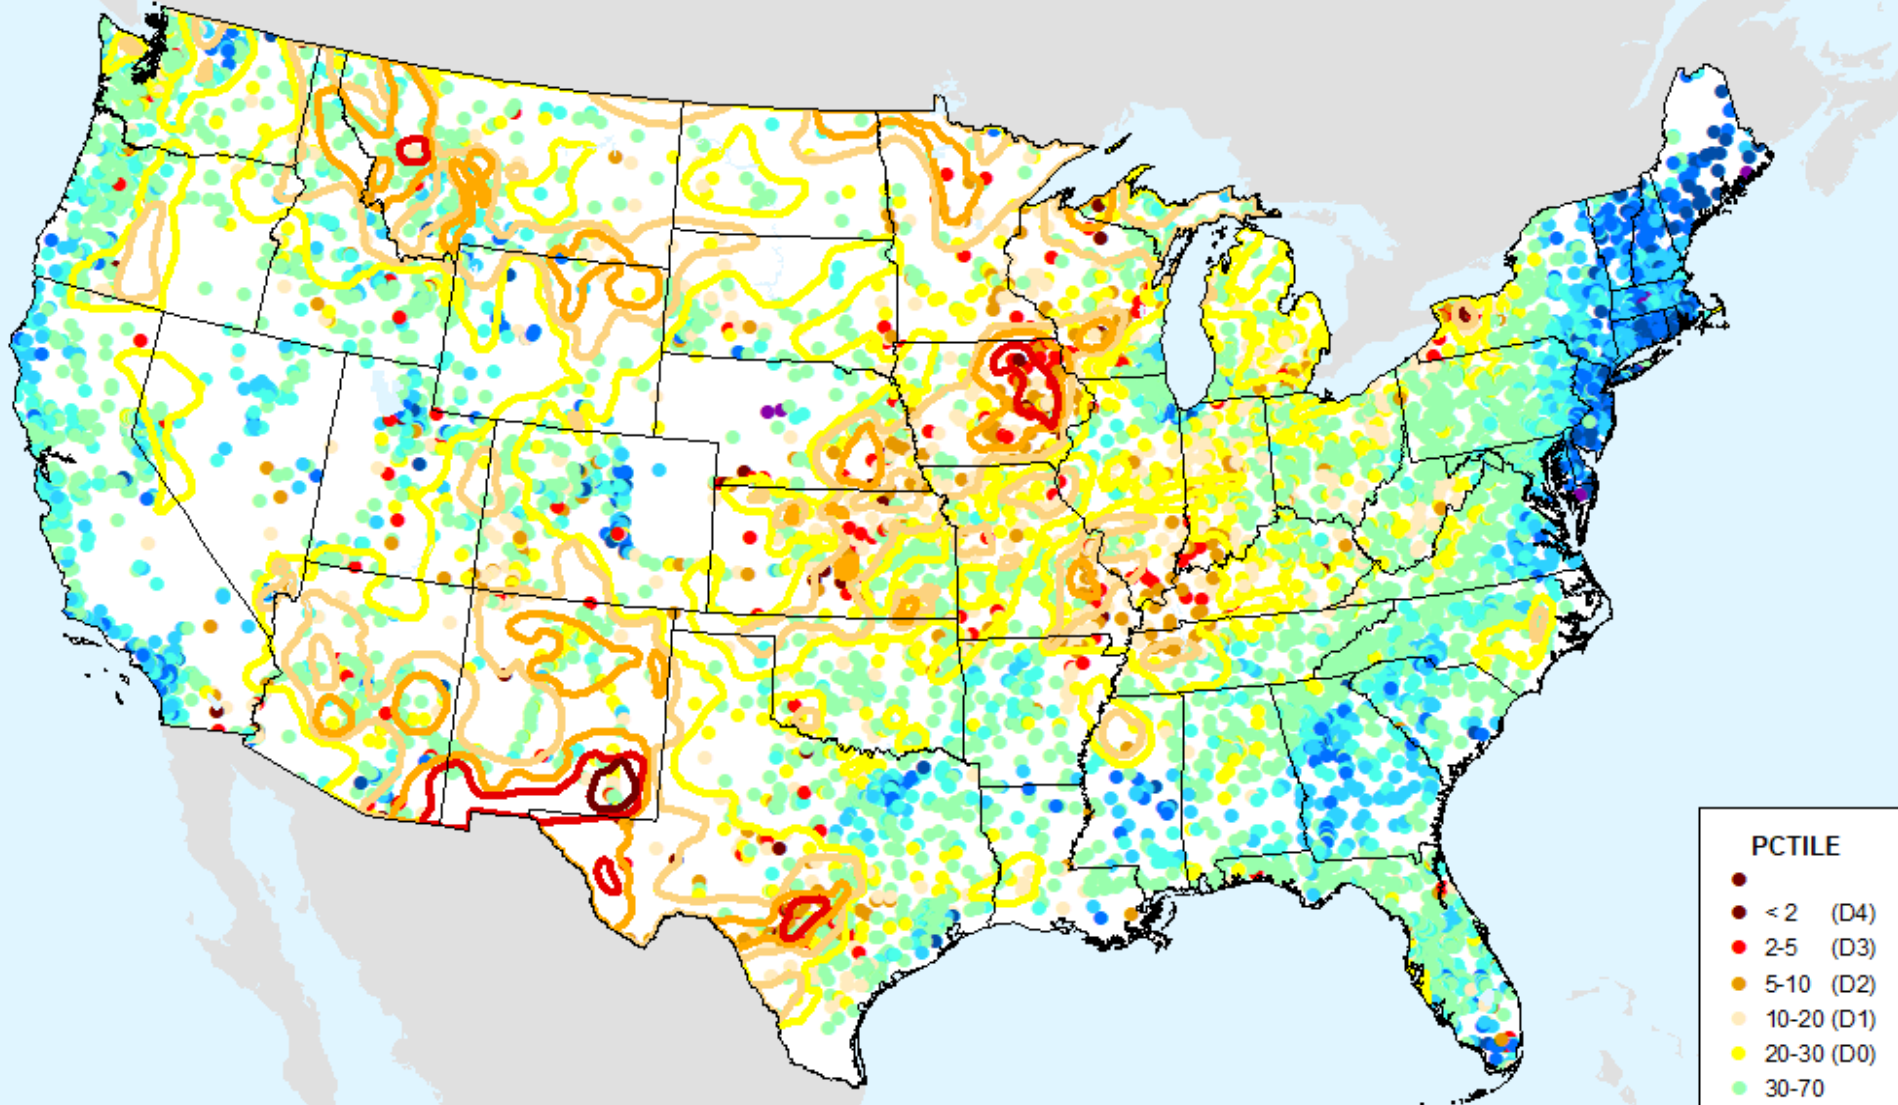 PCTILE
< 2 (D4)
2-5 (D3)
5-10 (D2)
10-20 (D1)
20-30 (D0)
30-70